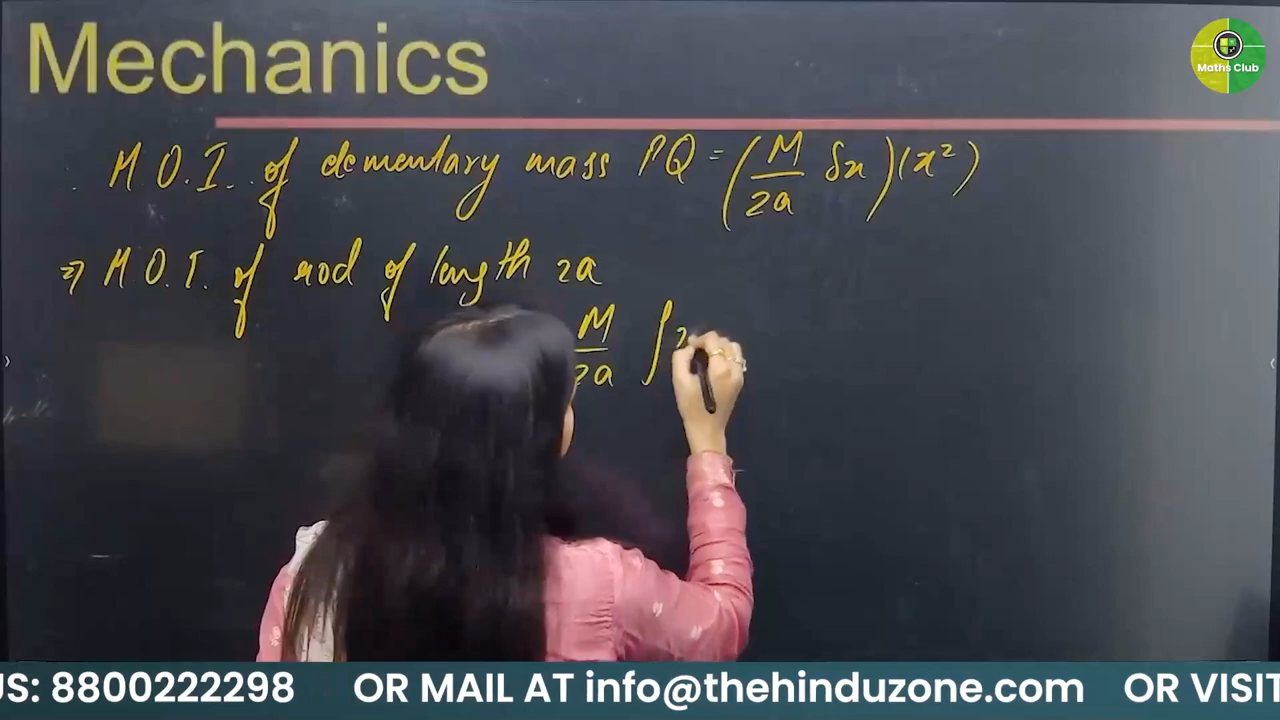 Mechanics
Maths Club
M.O.I. of elementary mass PQ = (M/2a δx)(x²)
⇒ M.O.I. of rod of length 2a
M/2a ∫
US: 8800222298 OR MAIL AT info@thehinduzone.com OR VISIT